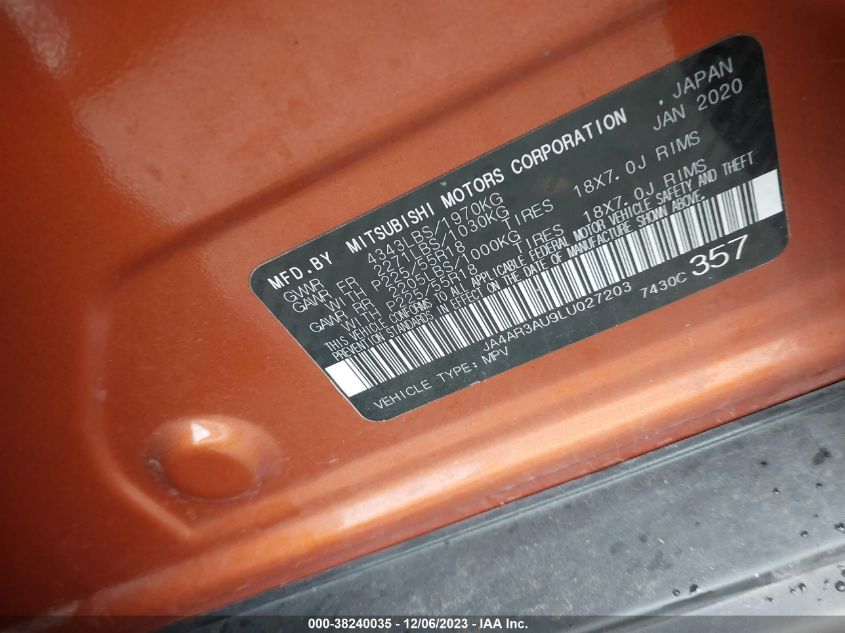 MFD.BY MITSUBISHI MOTORS CORPORATION . JAPAN
GVWR 4343LBS/1970KG JAN 2020
GAWR FR 2271LBS/1030KG
WITH P225/55R18 TIRES 18X7.0J RIMS
GAWR RR 2205LBS/1000KG
WITH P225/55R18 TIRES 18X7.0J RIMS
THIS VEHICLE CONFORMS TO ALL APPLICABLE FEDERAL MOTOR VEHICLE SAFETY AND THEFT
PREVENTION STANDARDS IN EFFECT ON THE DATE OF MANUFACTURE SHOWN ABOVE.
JA4AR3AU9LU027203 7430C 357
VEHICLE TYPE: MPV
000-38240035 - 12/06/2023 - IAA Inc.